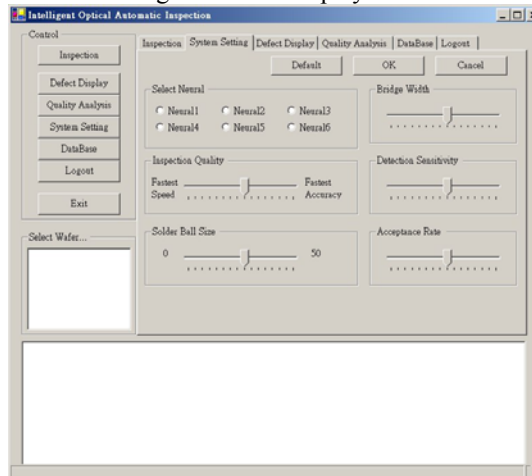 Intelligent Optical Automatic Inspection
Control
Inspection
Defect Display
Quality Analysis
System Setting
DataBase
Logout
Exit
Select Wafer...
Inspection System Setting Defect Display Quality Analysis DataBase Logout
Default OK Cancel
Select Neural
Neural1 Neural2 Neural3
Neural4 Neural5 Neural6
Bridge Width
Inspection Quality
Fastest Speed
Fastest Accuracy
Detection Sensitivity
Solder Ball Size
0 50
Acceptance Rate